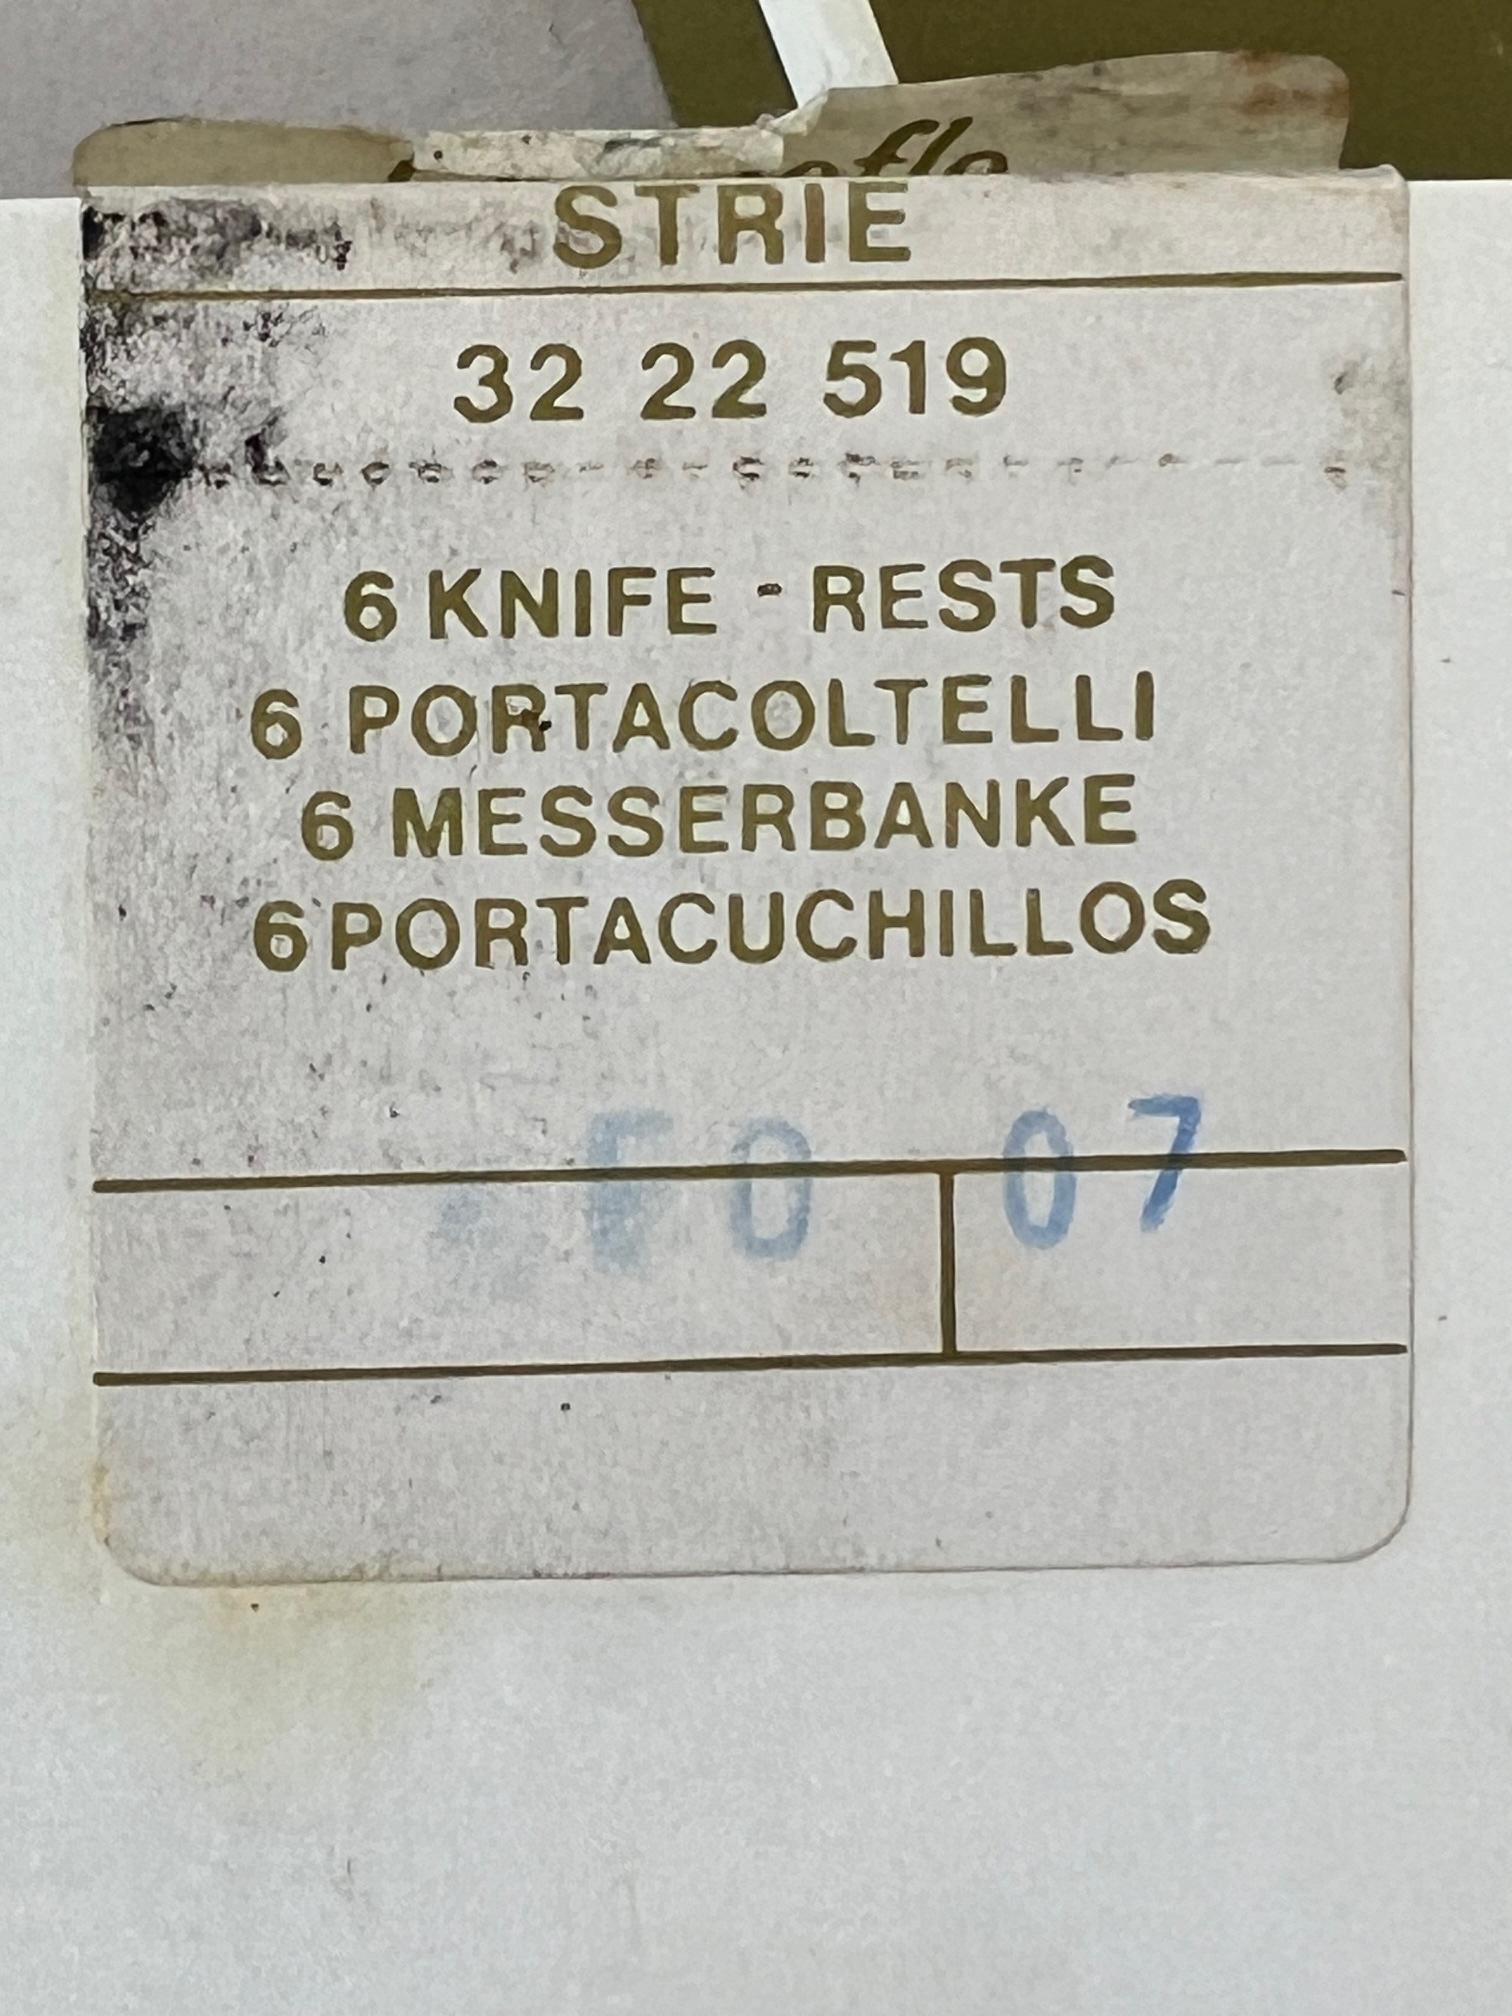 STRIE
32 22 519
6 KNIFE - RESTS
6 PORTACOLTELLI
6 MESSERBANKE
6 PORTACUCHILLOS
07